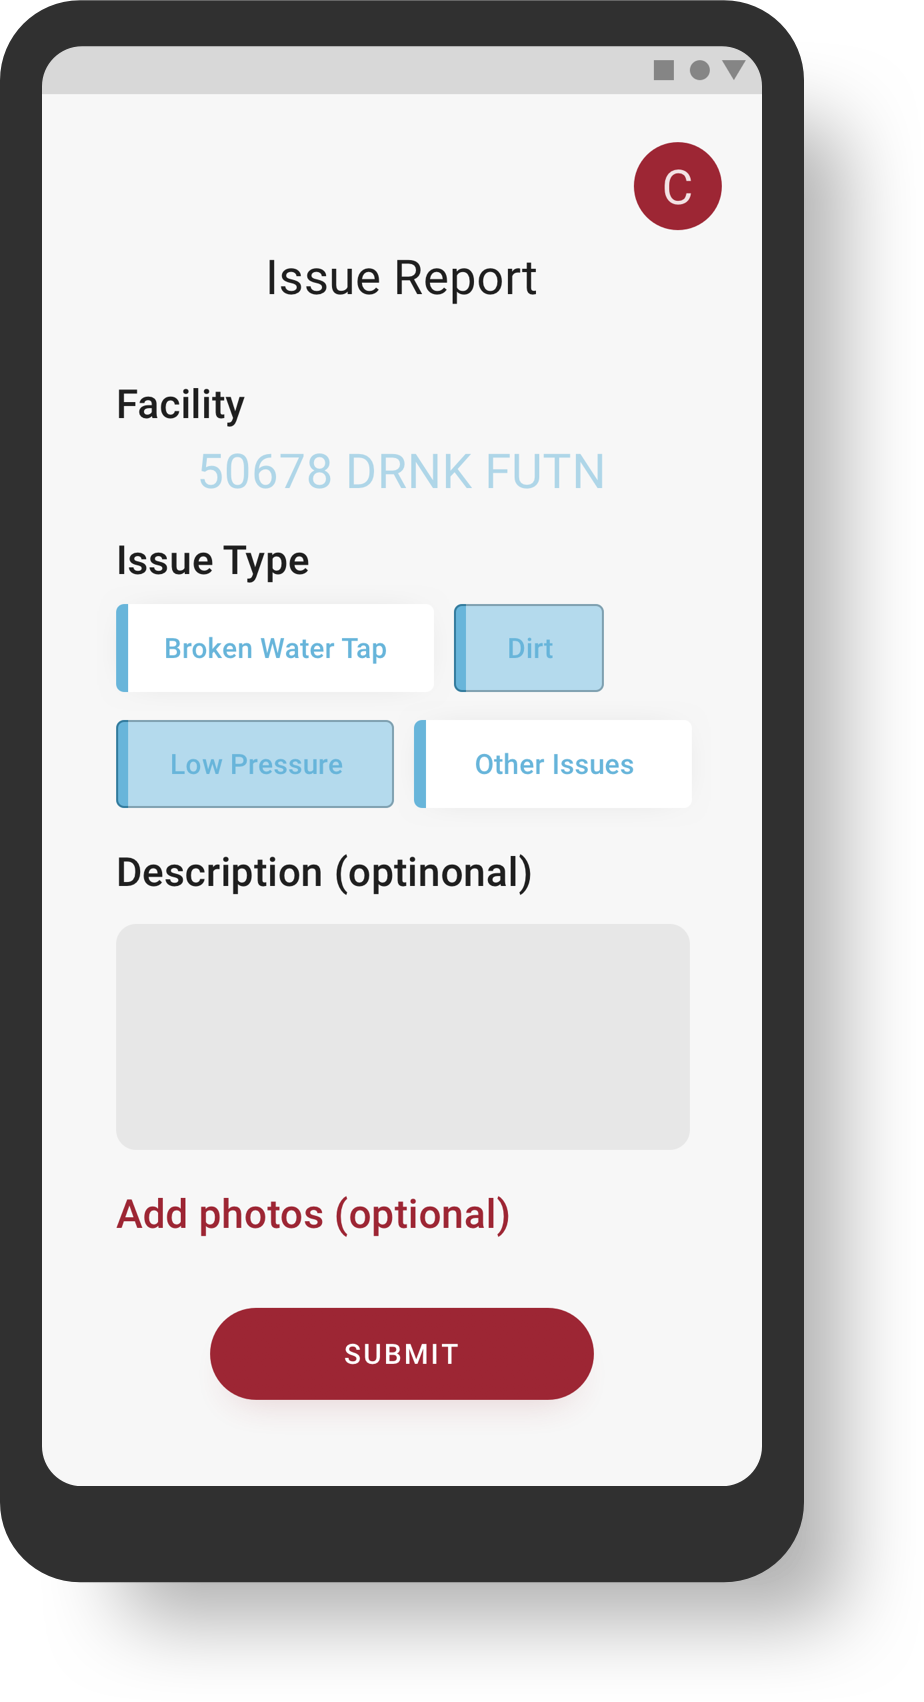 C
Issue Report
Facility
50678 DRNK FUTN
Issue Type
Broken Water Tap
Dirt
Low Pressure
Other Issues
Description (optinonal)
Add photos (optional)
SUBMIT